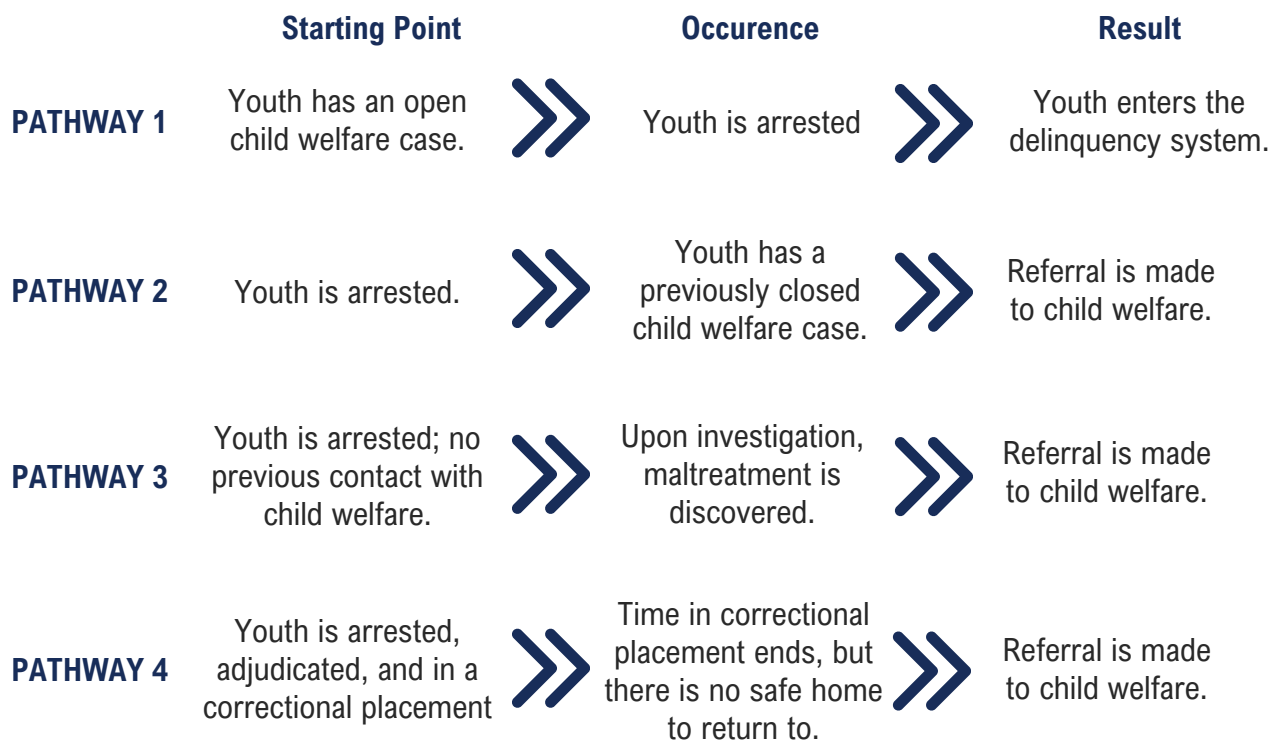 Starting Point Occurence Result
PATHWAY 1
Youth has an open
child welfare case.
Youth is arrested
Youth enters the
delinquency system.
PATHWAY 2
Youth is arrested.
Youth has a
previously closed
child welfare case.
Referral is made
to child welfare.
PATHWAY 3
Youth is arrested; no
previous contact with
child welfare.
Upon investigation,
maltreatment is
discovered.
Referral is made
to child welfare.
PATHWAY 4
Youth is arrested,
adjudicated, and in a
correctional placement
Time in correctional
placement ends, but
there is no safe home
to return to.
Referral is made
to child welfare.